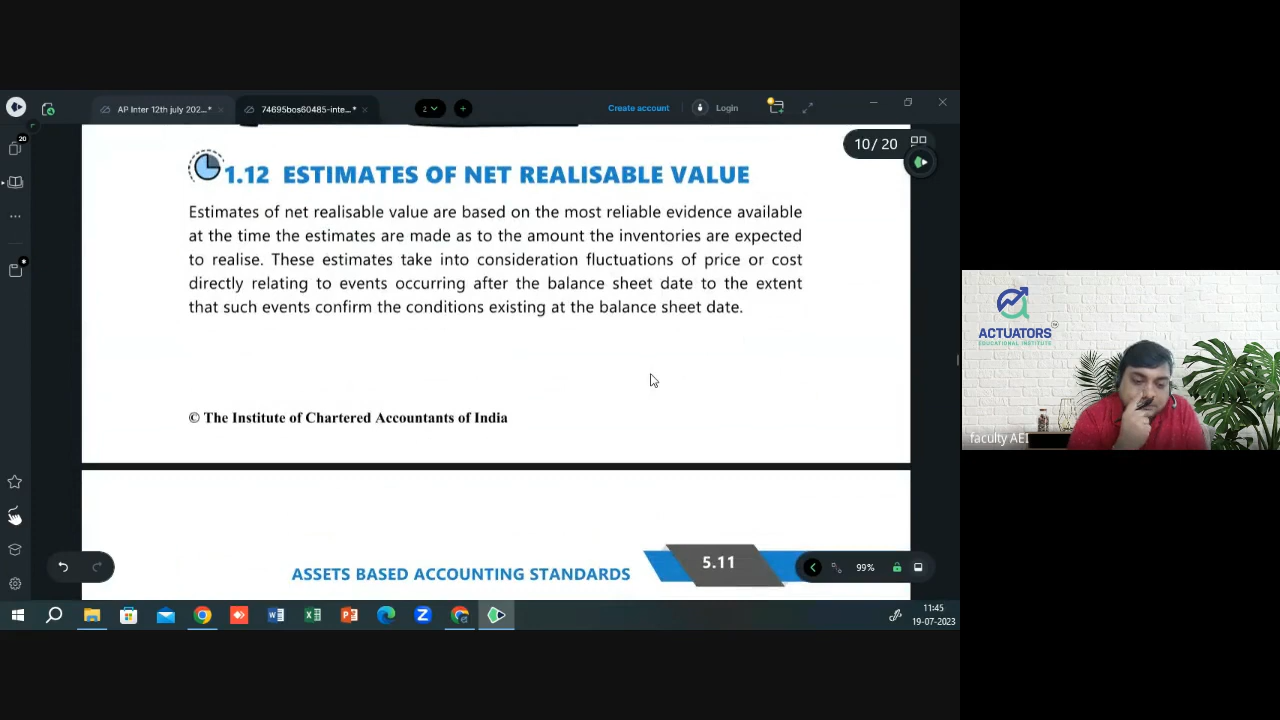 AP Inter 12th july 202...*
74695bos60485-inte...*
2
Create account
Login
20
10/ 20
1.12 ESTIMATES OF NET REALISABLE VALUE
Estimates of net realisable value are based on the most reliable evidence available
at the time the estimates are made as to the amount the inventories are expected
to realise. These estimates take into consideration fluctuations of price or cost
directly relating to events occurring after the balance sheet date to the extent
that such events confirm the conditions existing at the balance sheet date.
© The Institute of Chartered Accountants of India
ASSETS BASED ACCOUNTING STANDARDS
5.11
99%
11:45
19-07-2023
ACTUATORS
EDUCATIONAL INSTITUTE
TM
faculty AEI